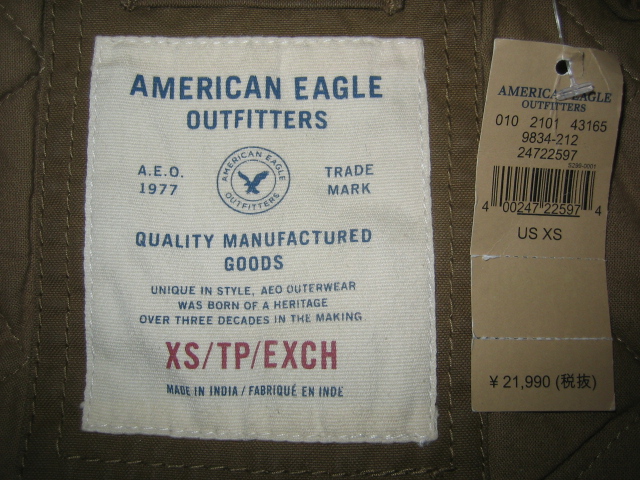 AMERICAN EAGLE
OUTFITTERS
A.E.O.
1977
AMERICAN EAGLE
OUTFITTERS
TRADE
MARK
QUALITY MANUFACTURED
GOODS
UNIQUE IN STYLE, AEO OUTERWEAR
WAS BORN OF A HERITAGE
OVER THREE DECADES IN THE MAKING
XS/TP/EXCH
MADE IN INDIA / FABRIQUÉ EN INDE
AMERICAN EAGLE
OUTFITTERS
010 2101 43165
9834-212
24722597
4 00247 22597 4
US XS
¥ 21,990 (税抜)